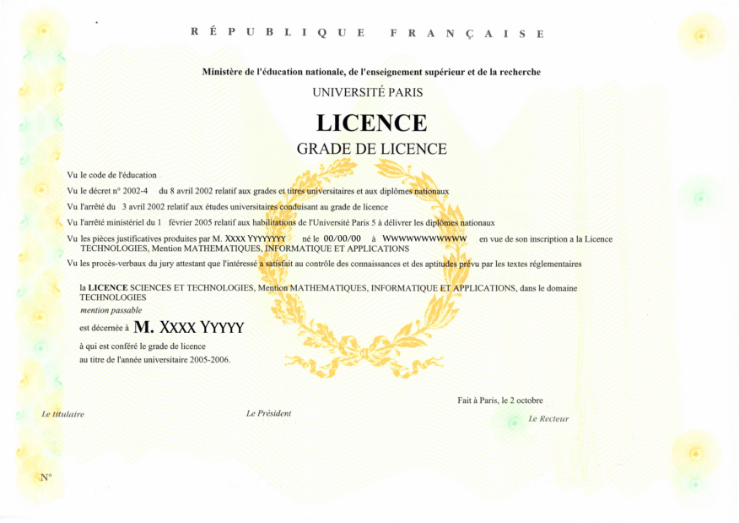 RÉPUBLIQUE FRANÇAISE
Ministère de l'éducation nationale, de l'enseignement supérieur et de la recherche
UNIVERSITÉ PARIS
LICENCE
GRADE DE LICENCE
Vu le code de l'éducation
Vu le décret n° 2002-4 du 8 avril 2002 relatif aux grades et titres universitaires et aux diplômes nationaux
Vu l'arrêté du 3 avril 2002 relatif aux études universitaires conduisant au grade de licence
Vu l'arrêté ministériel du 1 février 2005 relatif aux habilitations de l'Université Paris 5 à délivrer les diplômes nationaux
Vu les pièces justificatives produites par M. XXXX YYYYYYY né le 00/00/00 à WWWWWWWWWWW en vue de son inscription a la Licence
TECHNOLOGIES, Mention MATHEMATIQUES, INFORMATIQUE ET APPLICATIONS
Vu les procès-verbaux du jury attestant que l'intéressé a satisfait au contrôle des connaissances et des aptitudes prévu par les textes réglementaires
la LICENCE SCIENCES ET TECHNOLOGIES, Mention MATHEMATIQUES, INFORMATIQUE ET APPLICATIONS, dans le domaine
TECHNOLOGIES
mention passable
est décernée à M. XXXX YYYYY
à qui est conféré le grade de licence
au titre de l'année universitaire 2005-2006.
Fait à Paris, le 2 octobre
Le titulaire Le Président Le Recteur
N°